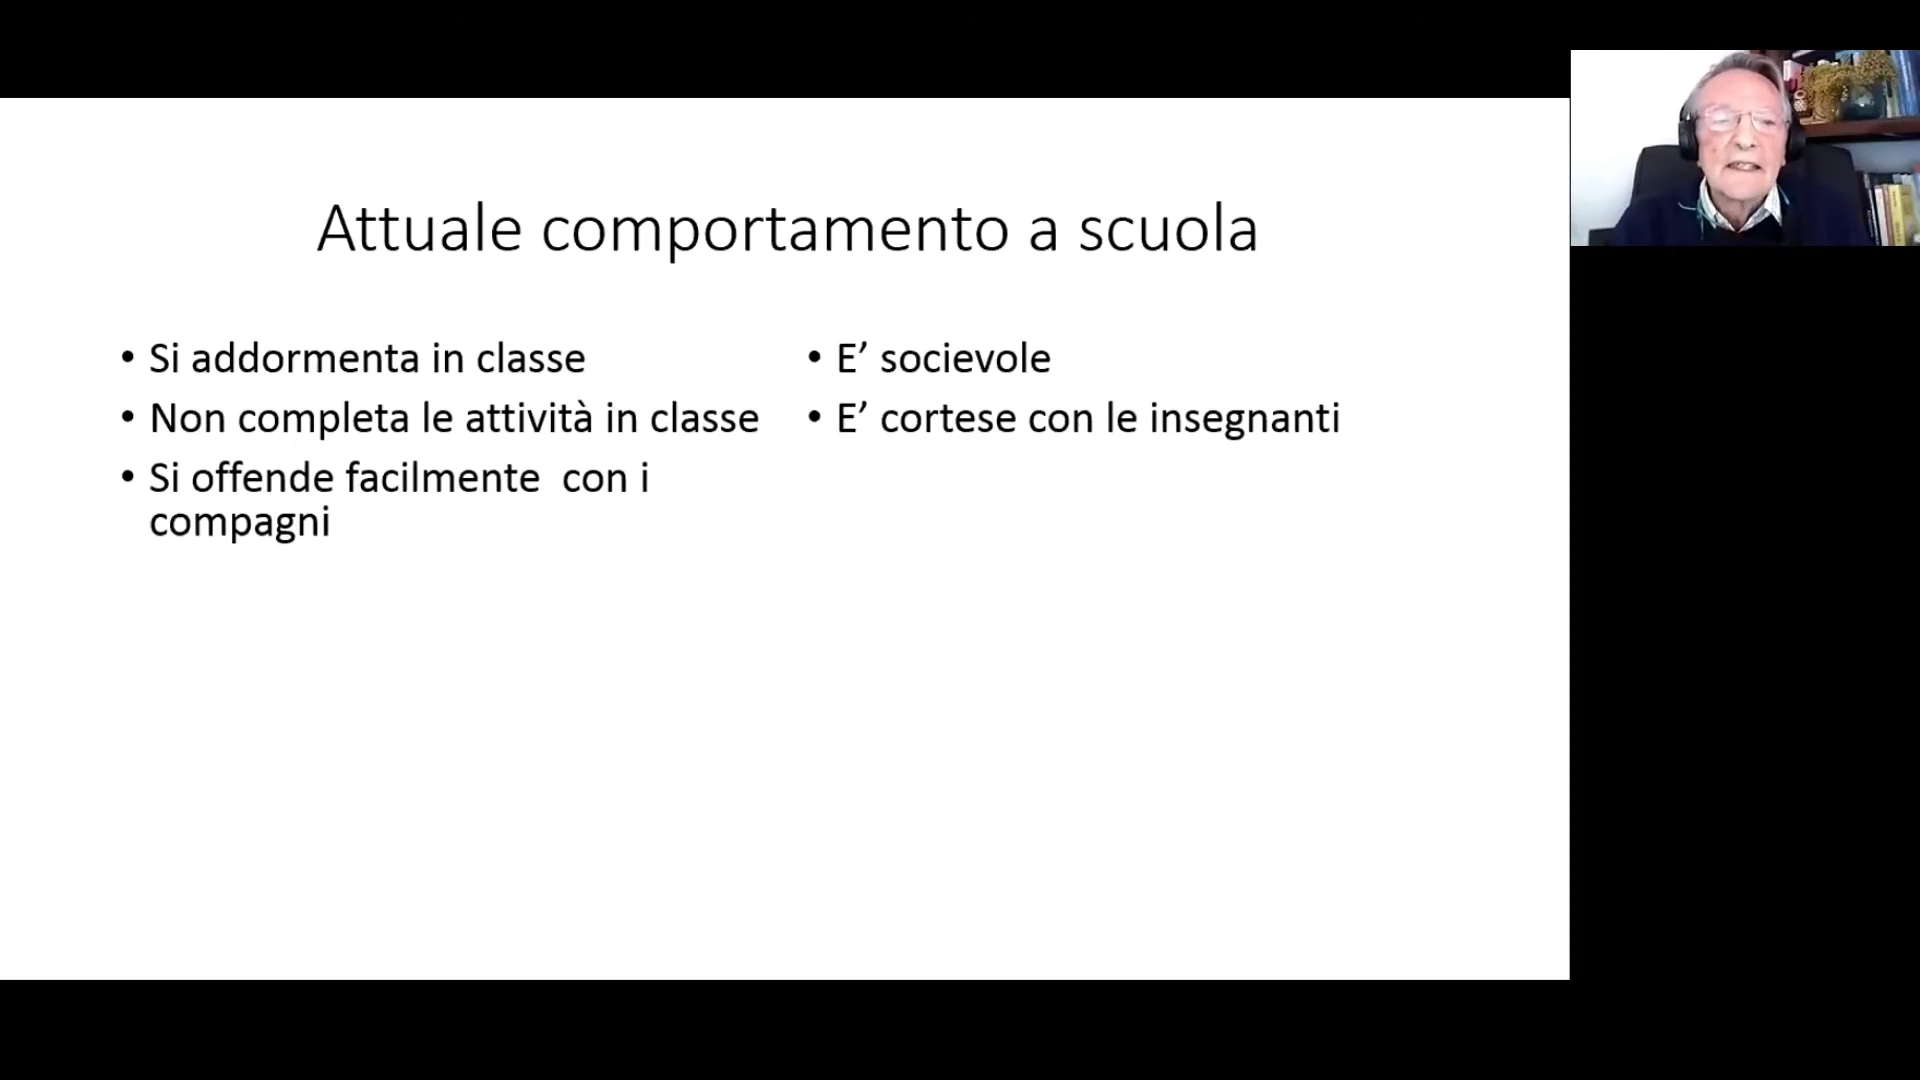 Attuale comportamento a scuola
• Si addormenta in classe
• Non completa le attività in classe
• Si offende facilmente  con i
compagni
• E’ socievole
• E’ cortese con le insegnanti